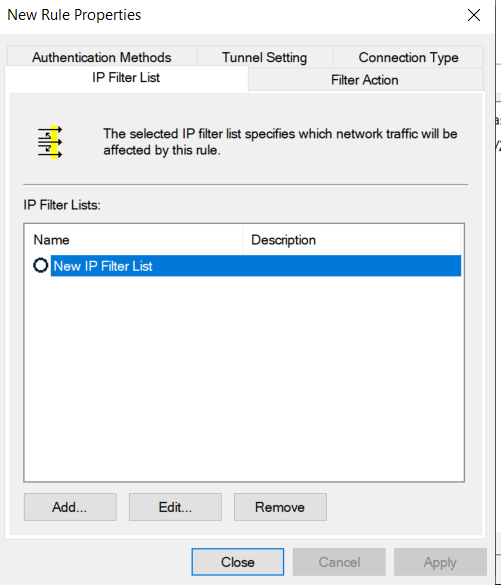 New Rule Properties
Authentication Methods
Tunnel Setting
Connection Type
IP Filter List
Filter Action
The selected IP filter list specifies which network traffic will be
affected by this rule.
IP Filter Lists:
Name
Description
New IP Filter List
Add...
Edit...
Remove
Close
Cancel
Apply